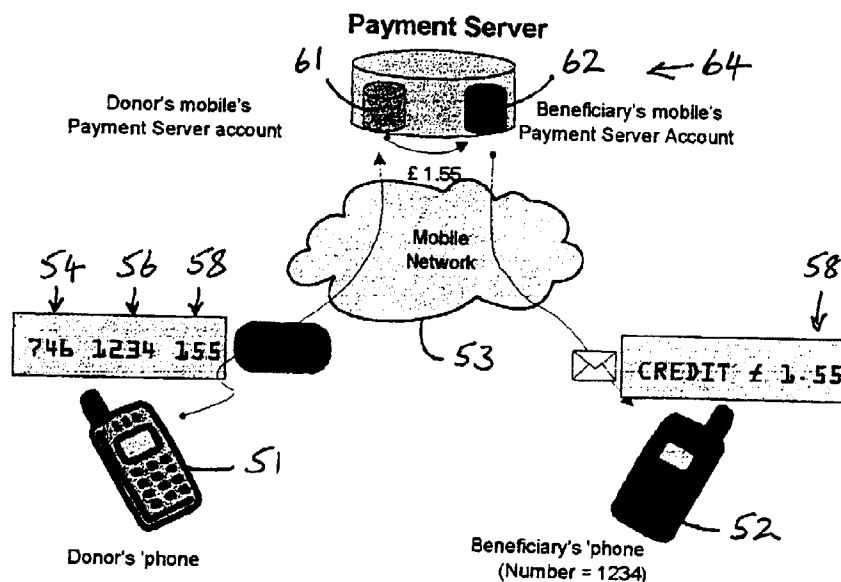 Payment Server
61
62
← 64
Donor's mobile's
Payment Server account
Beneficiary's mobile's
Payment Server Account
£ 1.55
Mobile
Network
54 56 58
58
746 1234 155
53
CREDIT £ 1.55
51
52
Donor's 'phone
Beneficiary's 'phone
(Number = 1234)